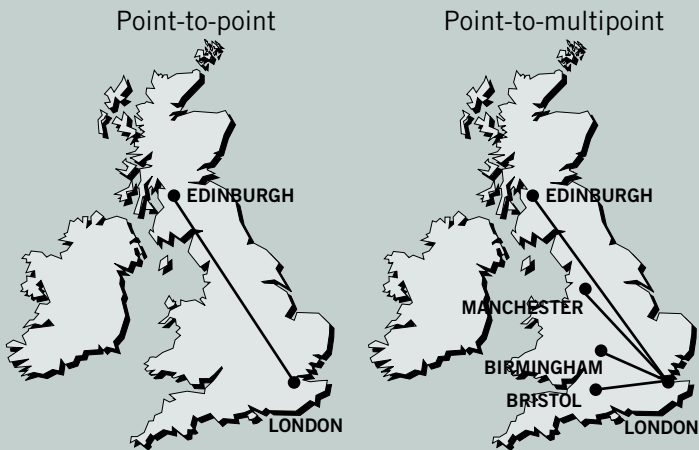 Point-to-point
EDINBURGH
LONDON
Point-to-multipoint
EDINBURGH
MANCHESTER
BIRMINGHAM
BRISTOL
LONDON